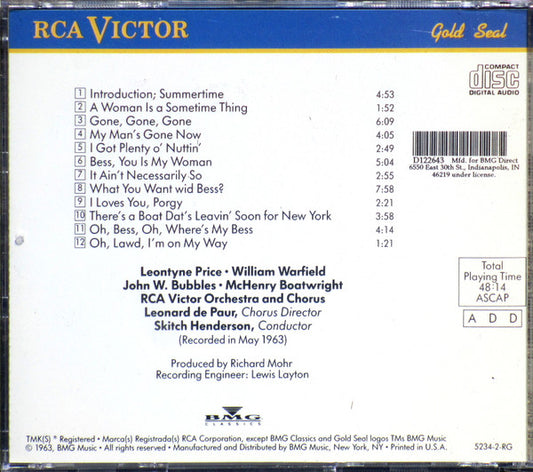 RCA VICTOR
Gold Seal
COMPACT
disc
DIGITAL AUDIO
1 Introduction; Summertime 4:53
2 A Woman Is a Sometime Thing 1:52
3 Gone, Gone, Gone 6:09
4 My Man's Gone Now 4:05
5 I Got Plenty o' Nuttin' 2:49
6 Bess, You Is My Woman 5:04
7 It Ain't Necessarily So 2:55
8 What You Want wid Bess? 7:58
9 I Loves You, Porgy 2:21
10 There's a Boat Dat's Leavin' Soon for New York 3:58
11 Oh, Bess, Oh, Where's My Bess 4:14
12 Oh, Lawd, I'm on My Way 1:21
D122643 Mfd. for BMG Direct
6550 East 30th St., Indianapolis, IN
46219 under license.
Leontyne Price • William Warfield
John W. Bubbles • McHenry Boatwright
RCA Victor Orchestra and Chorus
Leonard de Paur, Chorus Director
Skitch Henderson, Conductor
(Recorded in May 1963)
Total
Playing Time
48:14
ASCAP
A D D
Produced by Richard Mohr
Recording Engineer: Lewis Layton
BMG
CLASSICS
TMK(S) ® Registered • Marca(s) Registrada(s) RCA Corporation, except BMG Classics and Gold Seal logos TMs BMG Music
© 1963, BMG Music • All rights reserved • Manufactured and Distributed by BMG Music, New York, NY • Printed in U.S.A. 5234-2-RG